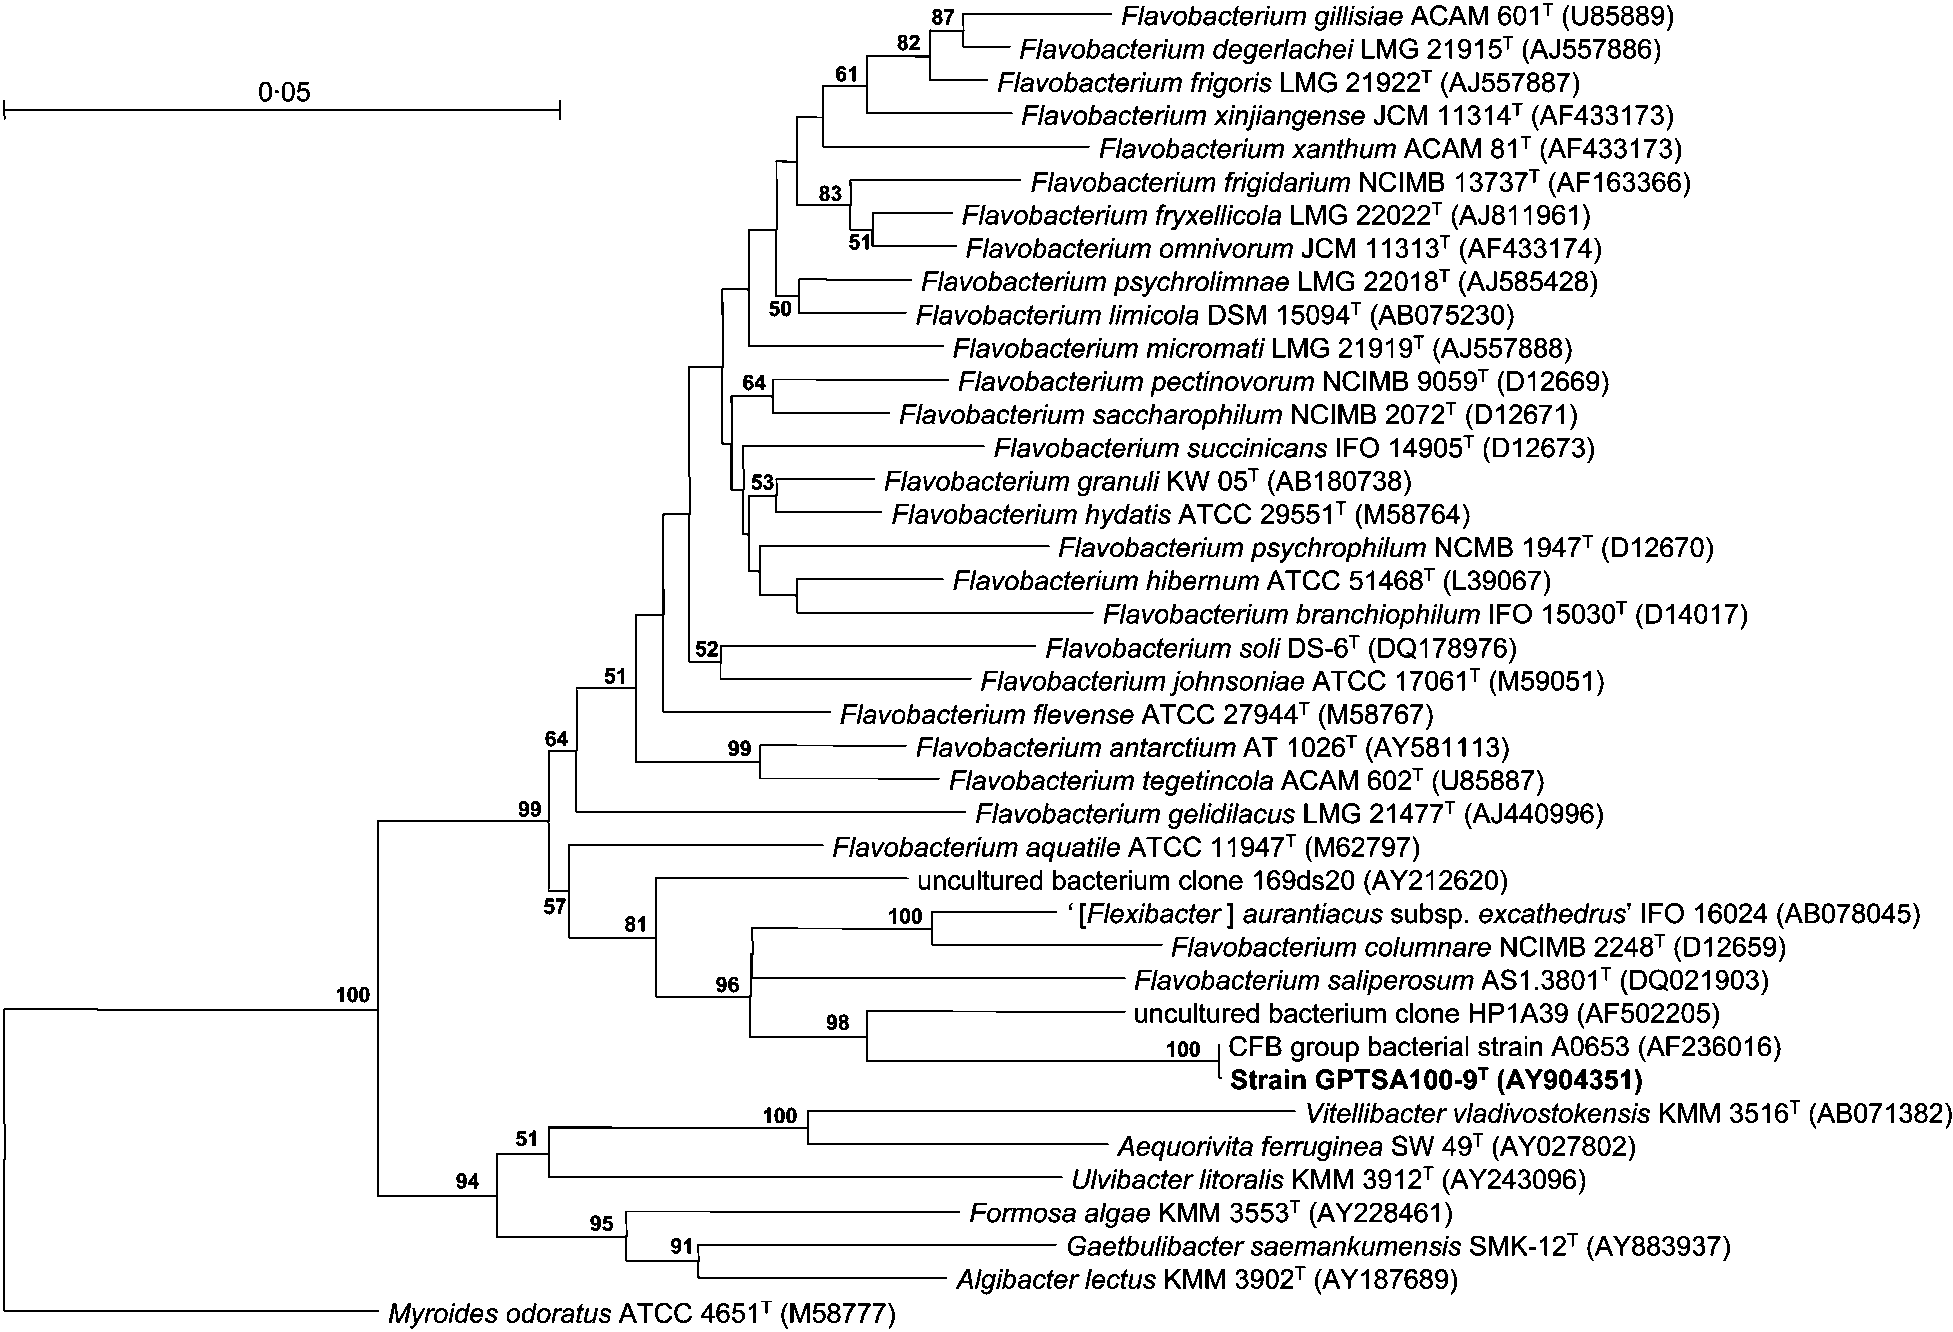 87 Flavobacterium gillisiae ACAM 601T (U85889)
82 Flavobacterium degerlachei LMG 21915T (AJ557886)
61 Flavobacterium frigoris LMG 21922T (AJ557887)
0·05
Flavobacterium xinjiangense JCM 11314T (AF433173)
Flavobacterium xanthum ACAM 81T (AF433173)
83 Flavobacterium frigidarium NCIMB 13737T (AF163366)
Flavobacterium fryxellicola LMG 22022T (AJ811961)
51 Flavobacterium omnivorum JCM 11313T (AF433174)
Flavobacterium psychrolimnae LMG 22018T (AJ585428)
50 Flavobacterium limicola DSM 15094T (AB075230)
Flavobacterium micromati LMG 21919T (AJ557888)
64 Flavobacterium pectinovorum NCIMB 9059T (D12669)
Flavobacterium saccharophilum NCIMB 2072T (D12671)
Flavobacterium succinicans IFO 14905T (D12673)
53 Flavobacterium granuli KW 05T (AB180738)
Flavobacterium hydatis ATCC 29551T (M58764)
Flavobacterium psychrophilum NCMB 1947T (D12670)
Flavobacterium hibernum ATCC 51468T (L39067)
Flavobacterium branchiophilum IFO 15030T (D14017)
52 Flavobacterium soli DS-6T (DQ178976)
51 Flavobacterium johnsoniae ATCC 17061T (M59051)
Flavobacterium flevense ATCC 27944T (M58767)
64 99 Flavobacterium antarctium AT 1026T (AY581113)
Flavobacterium tegetincola ACAM 602T (U85887)
99 Flavobacterium gelidilacus LMG 21477T (AJ440996)
Flavobacterium aquatile ATCC 11947T (M62797)
uncultured bacterium clone 169ds20 (AY212620)
57 81 100 ‘[Flexibacter] aurantiacus subsp. excathedrus’ IFO 16024 (AB078045)
Flavobacterium columnare NCIMB 2248T (D12659)
96 Flavobacterium saliperosum AS1.3801T (DQ021903)
100 98 uncultured bacterium clone HP1A39 (AF502205)
100 CFB group bacterial strain A0653 (AF236016)
Strain GPTSA100-9T (AY904351)
100 Vitellibacter vladivostokensis KMM 3516T (AB071382)
51 Aequorivita ferruginea SW 49T (AY027802)
94 Ulvibacter litoralis KMM 3912T (AY243096)
95 Formosa algae KMM 3553T (AY228461)
91 Gaetbulibacter saemankumensis SMK-12T (AY883937)
Algibacter lectus KMM 3902T (AY187689)
Myroides odoratus ATCC 4651T (M58777)